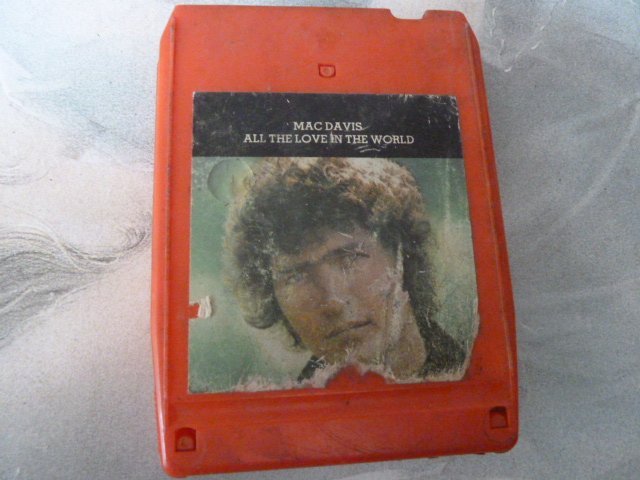 MAC DAVIS
ALL THE LOVE IN THE WORLD